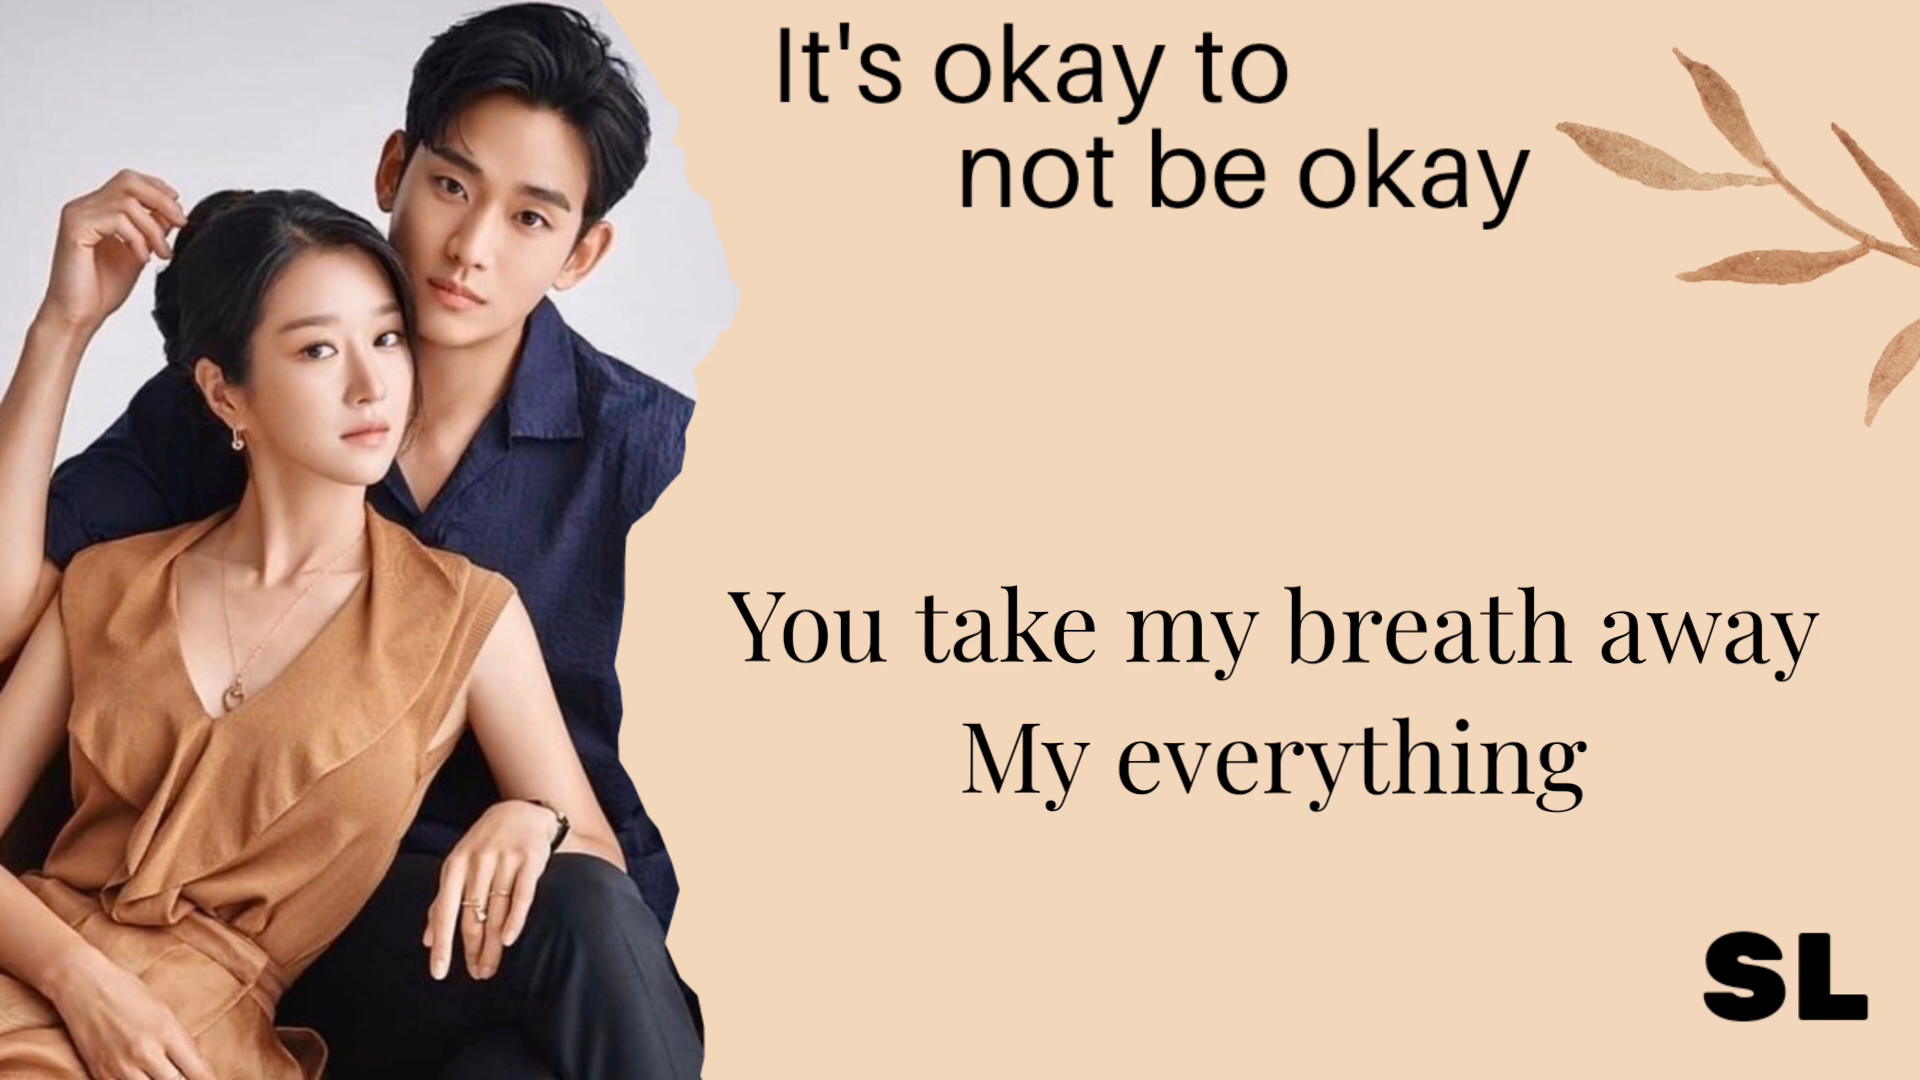 It's okay to
not be okay
You take my breath away
My everything
SL